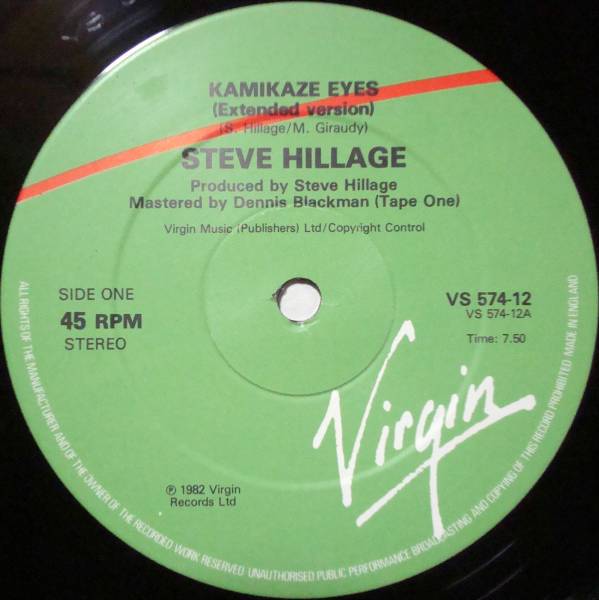 KAMIKAZE EYES
(Extended version)
(S. Hillage/M. Giraudy)
STEVE HILLAGE
Produced by Steve Hillage
Mastered by Dennis Blackman (Tape One)
Virgin Music (Publishers) Ltd/Copyright Control
SIDE ONE
45 RPM
STEREO
VS 574-12
VS 574-12A
Time: 7.50
Virgin
℗ 1982 Virgin
Records Ltd
ALL RIGHTS OF THE MANUFACTURER AND OF THE OWNER OF THE RECORDED WORK RESERVED UNAUTHORISED PUBLIC PERFORMANCE BROADCASTING AND COPYING OF THIS RECORD PROHIBITED MADE IN ENGLAND